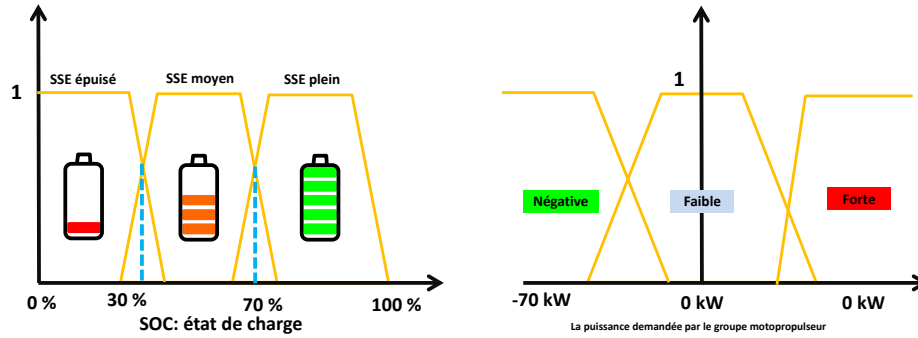 SSE épuisé
SSE moyen
SSE plein
1
0 %
30 %
70 %
100 %
SOC: état de charge
1
Négative
Faible
Forte
-70 kW
0 kW
0 kW
La puissance demandée par le groupe motopropulseur